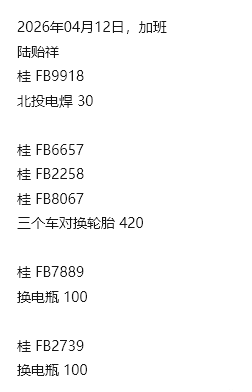 2026年04月12日，加班
陆贻祥
桂 FB9918
北投电焊 30
桂 FB6657
桂 FB2258
桂 FB8067
三个车对换轮胎 420
桂 FB7889
换电瓶 100
桂 FB2739
换电瓶 100